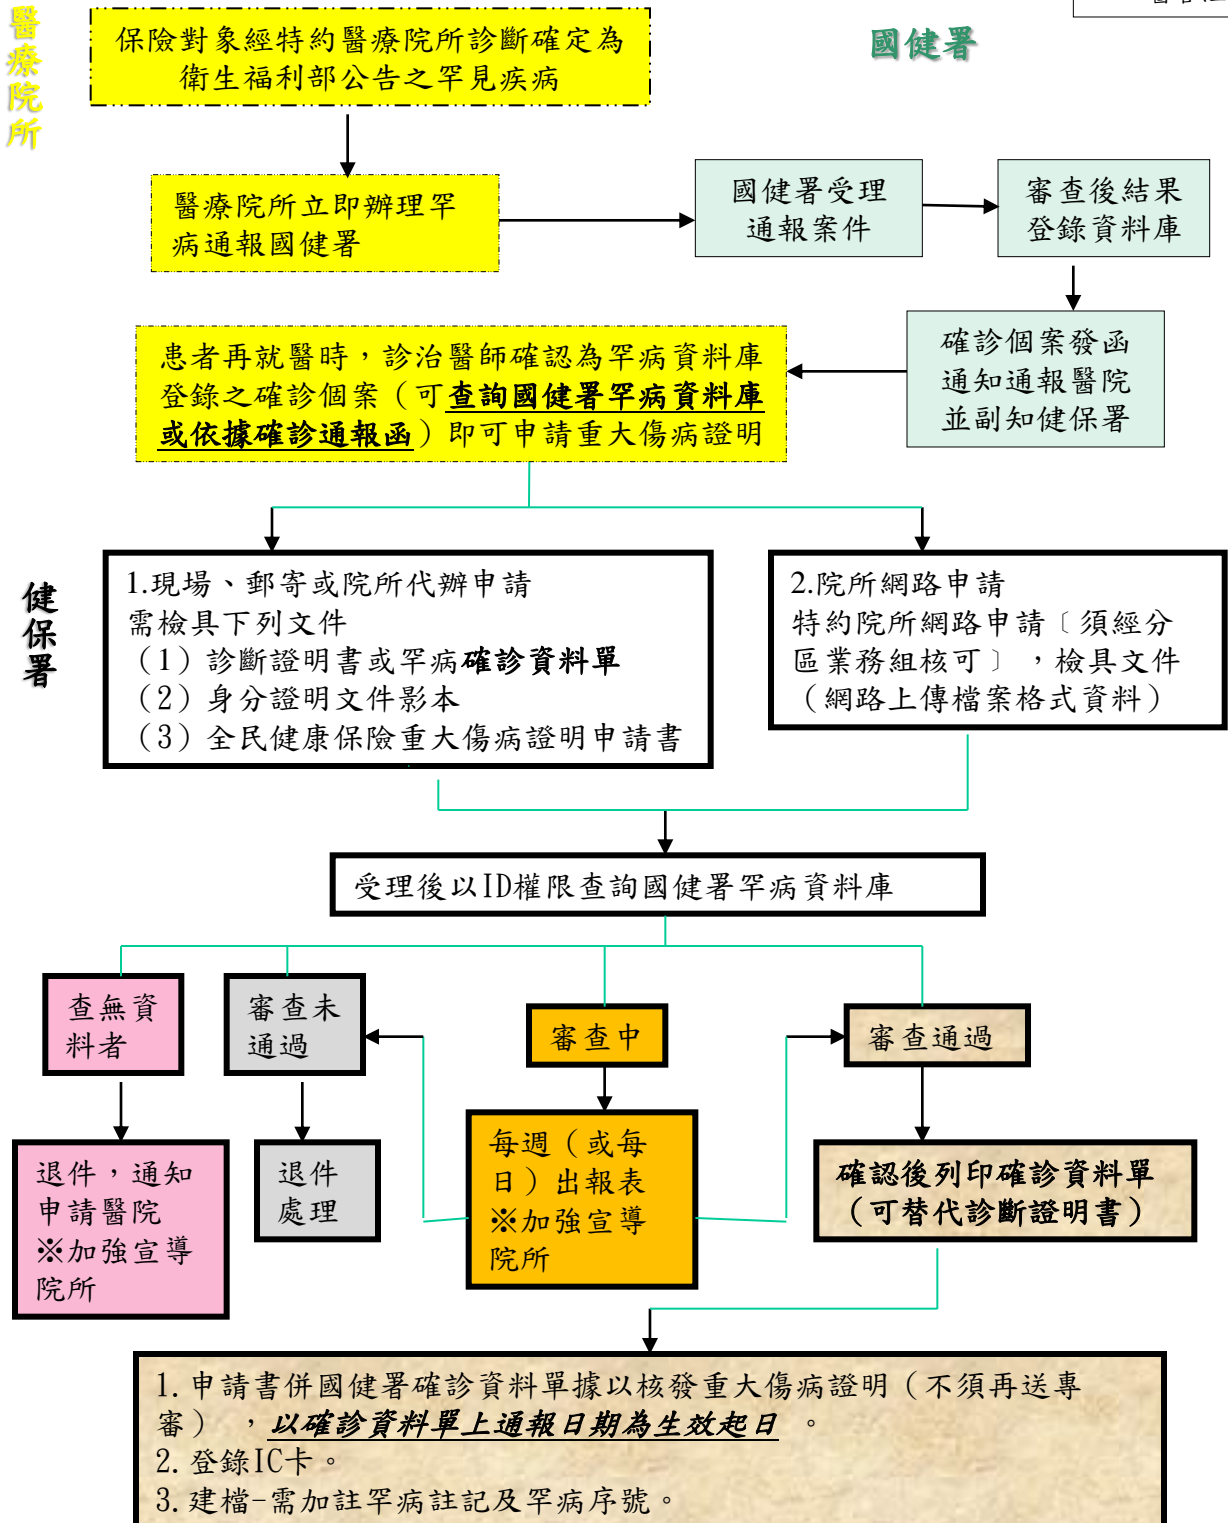 醫療院所
保險對象經特約醫療院所診斷確定為
衛生福利部公告之罕見疾病
國健署
醫療院所立即辦理罕
病通報國健署
國健署受理
通報案件
審查後結果
登錄資料庫
確診個案發函
通知通報醫院
並副知健保署
患者再就醫時，診治醫師確認為罕病資料庫
登錄之確診個案（可查詢國健署罕病資料庫
或依據確診通報函）即可申請重大傷病證明
健保署
1.現場、郵寄或院所代辦申請
需檢具下列文件
（1）診斷證明書或罕病確診資料單
（2）身分證明文件影本
（3）全民健康保險重大傷病證明申請書
2.院所網路申請
特約院所網路申請〔須經分
區業務組核可〕，檢具文件
（網路上傳檔案格式資料）
受理後以ID權限查詢國健署罕病資料庫
查無資
料者
審查未
通過
審查中
審查通過
退件，通知
申請醫院
※加強宣導
院所
退件
處理
每週（或每
日）出報表
※加強宣導
院所
確認後列印確診資料單
（可替代診斷證明書）
1.申請書併國健署確診資料單據以核發重大傷病證明（不須再送專
審），以確診資料單上通報日期為生效起日。
2.登錄IC卡。
3.建檔-需加註罕病註記及罕病序號。